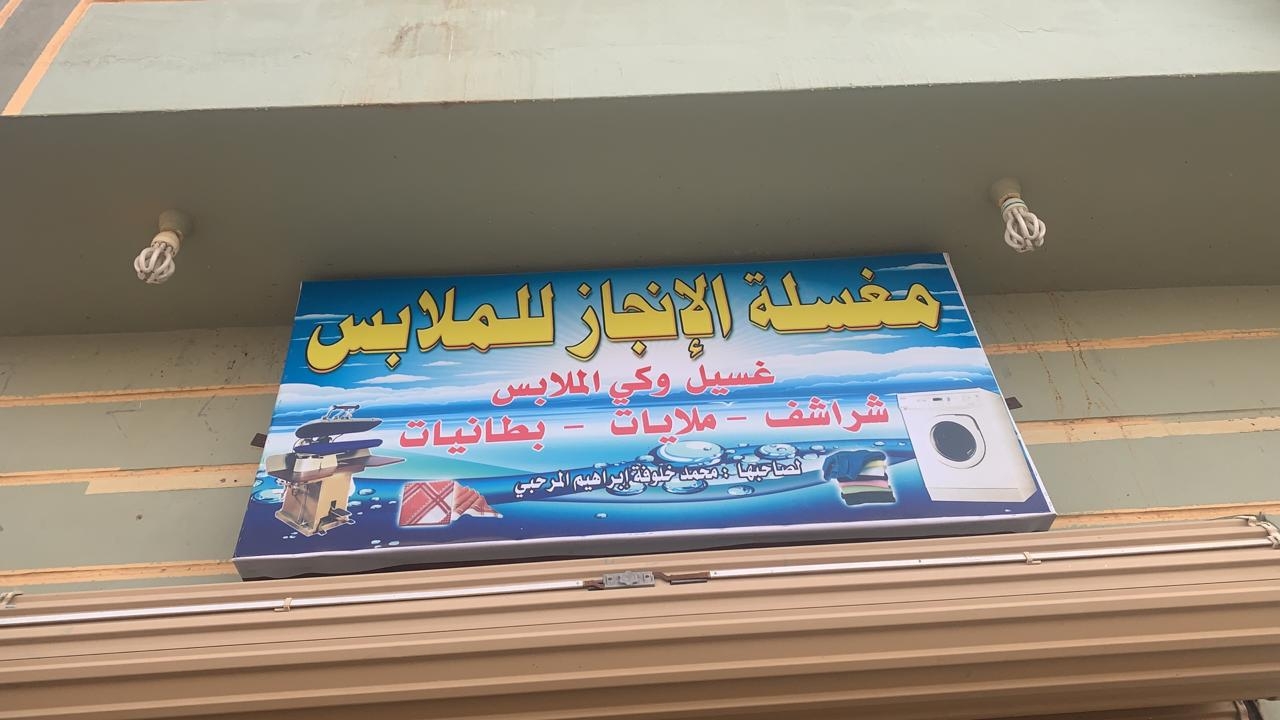 مغسلة الإنجاز للملابس
غسيل وكي الملابس
شراشف - ملايات - بطانيات
لصاحبها : محمد خلوفة إبراهيم المرحبي